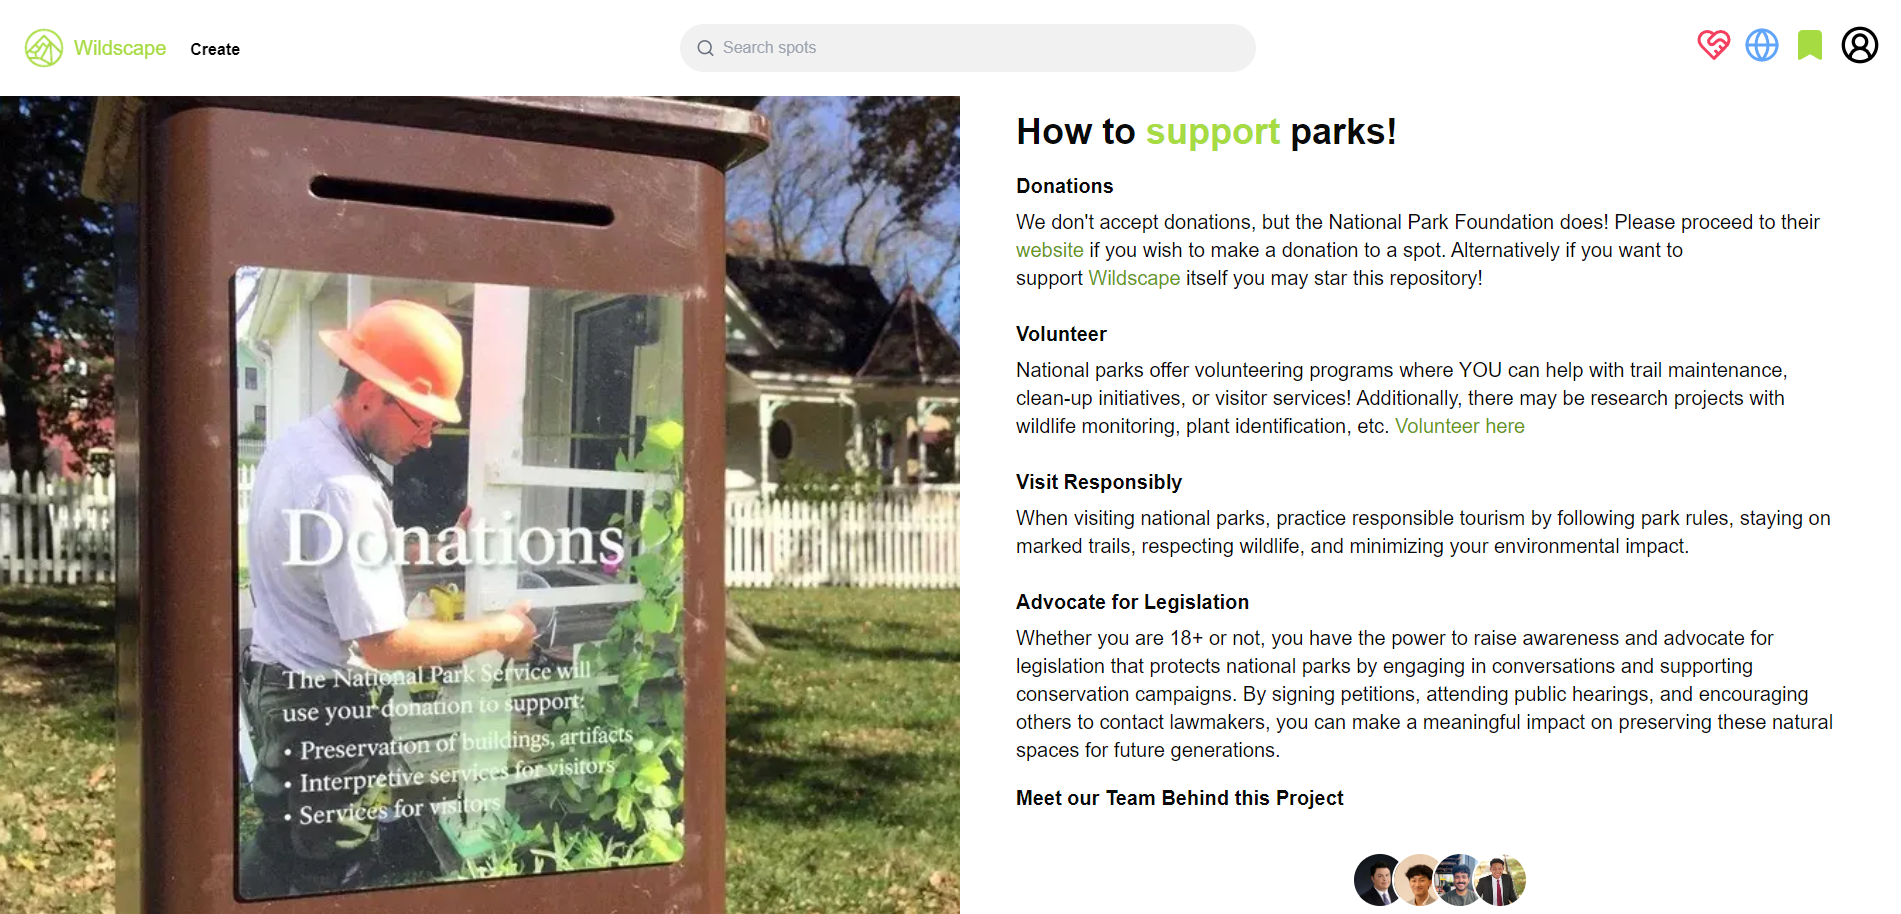 Wildscape
Create
Search spots
Donations
The National Park Service will
use your donation to support:
• Preservation of buildings, artifacts
• Interpretive services for visitors
• Services for visitors
How to support parks!
Donations
We don't accept donations, but the National Park Foundation does! Please proceed to their
website if you wish to make a donation to a spot. Alternatively if you want to
support Wildscape itself you may star this repository!
Volunteer
National parks offer volunteering programs where YOU can help with trail maintenance,
clean-up initiatives, or visitor services! Additionally, there may be research projects with
wildlife monitoring, plant identification, etc. Volunteer here
Visit Responsibly
When visiting national parks, practice responsible tourism by following park rules, staying on
marked trails, respecting wildlife, and minimizing your environmental impact.
Advocate for Legislation
Whether you are 18+ or not, you have the power to raise awareness and advocate for
legislation that protects national parks by engaging in conversations and supporting
conservation campaigns. By signing petitions, attending public hearings, and encouraging
others to contact lawmakers, you can make a meaningful impact on preserving these natural
spaces for future generations.
Meet our Team Behind this Project